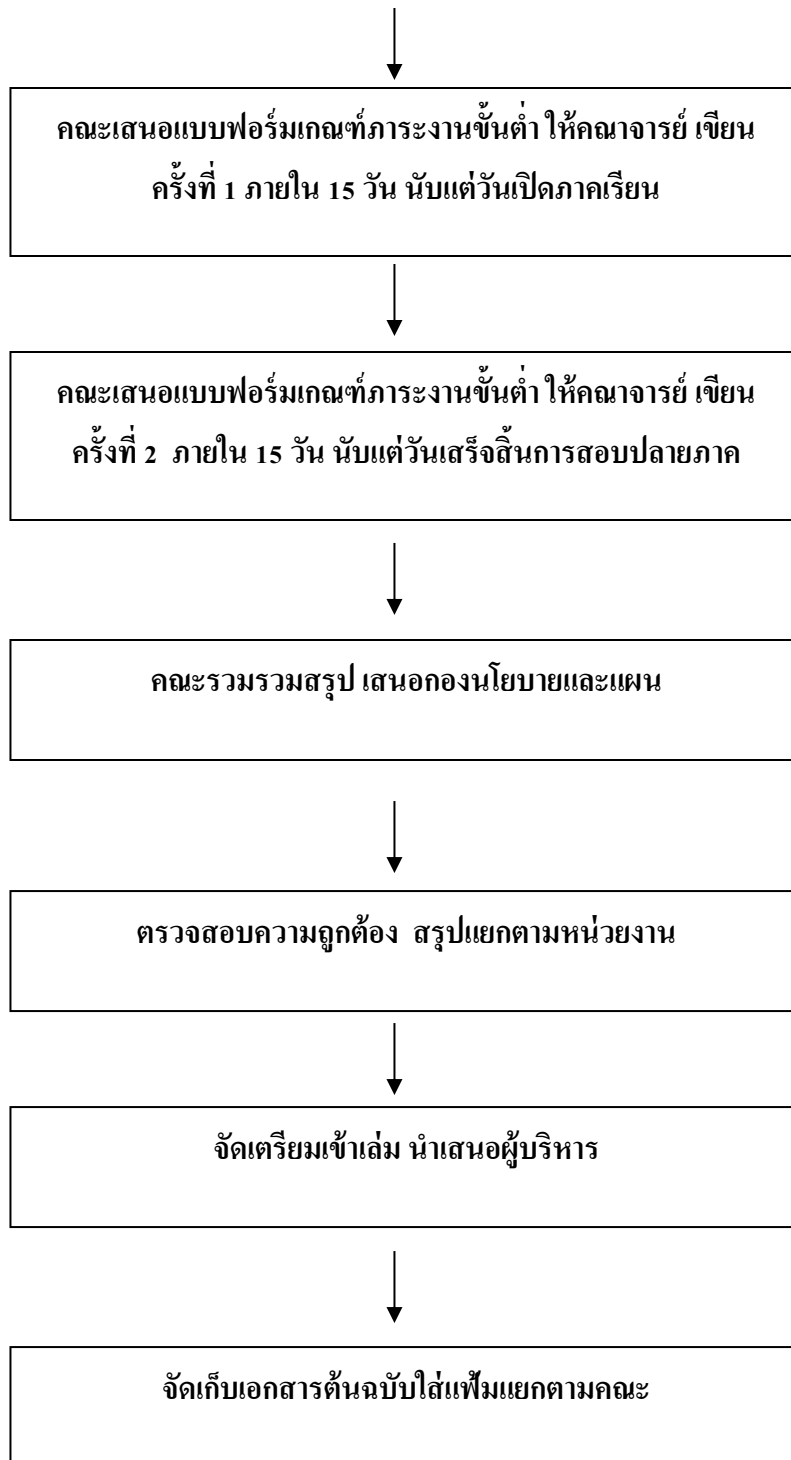 คณะเสนอแบบฟอร์มเกณฑ์ภาระงานขั้นต่ำ ให้คณาจารย์ เขียน
ครั้งที่ 1 ภายใน 15 วัน นับแต่วันเปิดภาคเรียน
คณะเสนอแบบฟอร์มเกณฑ์ภาระงานขั้นต่ำ ให้คณาจารย์ เขียน
ครั้งที่ 2 ภายใน 15 วัน นับแต่วันเสร็จสิ้นการสอบปลายภาค
คณะรวมรวมสรุป เสนอกองนโยบายและแผน
ตรวจสอบความถูกต้อง สรุปแยกตามหน่วยงาน
จัดเตรียมเข้าเล่ม นำเสนอผู้บริหาร
จัดเก็บเอกสารต้นฉบับใส่แฟ้มแยกตามคณะ